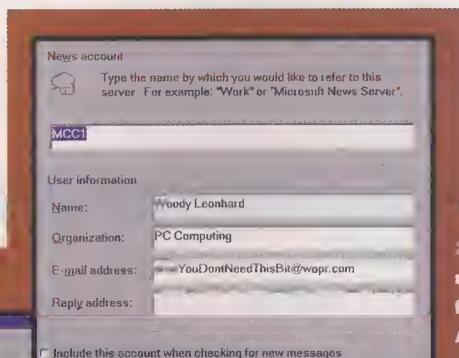 News account
Type the name by which you would like to refer to this
server For example: "Work" or "Microsoft News Server".
MCC1
User information
Name: Woody Leonhard
Organization: PC Computing
E-mail address: YouDontNeedThisBit@wopr.com
Reply address:
Include this account when checking for new messages